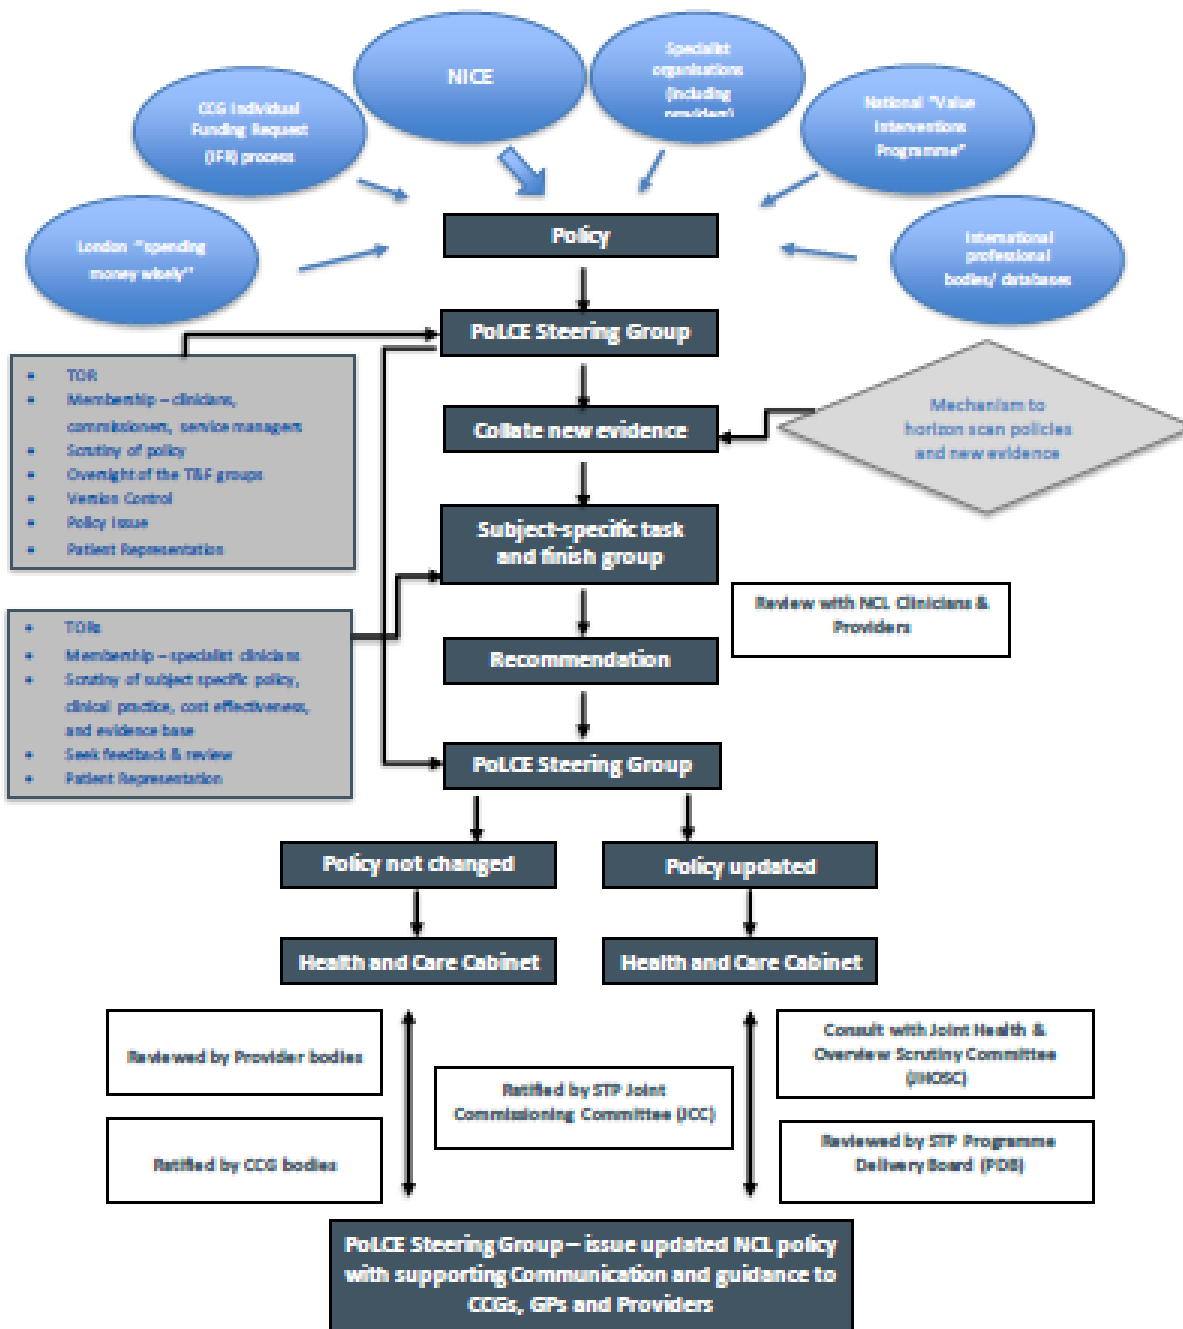 NICE
Specialist
organisations
(including
providers)
CCG Individual
Funding Request
(IFR) process
National "Value
Interventions
Programme"
London "spending
money wisely"
International
professional
bodies/ databases
Policy
PoLCE Steering Group
• TOR
• Membership – clinicians,
commissioners, service managers
• Scrutiny of policy
• Oversight of the T&F groups
• Version Control
• Policy Issue
• Patient Representation
Collate new evidence
Mechanism to
horizon scan policies
and new evidence
Subject-specific task
and finish group
Review with NCL Clinicians &
Providers
• TORs
• Membership – specialist clinicians
• Scrutiny of subject specific policy,
clinical practice, cost effectiveness,
and evidence base
• Seek feedback & review
• Patient Representation
Recommendation
PoLCE Steering Group
Policy not changed
Policy updated
Health and Care Cabinet
Health and Care Cabinet
Reviewed by Provider bodies
Ratified by CCG bodies
Ratified by STP Joint
Commissioning Committee (JCC)
Consult with Joint Health &
Overview Scrutiny Committee
(JHOSC)
Reviewed by STP Programme
Delivery Board (PDB)
PoLCE Steering Group – issue updated NCL policy
with supporting Communication and guidance to
CCGs, GPs and Providers